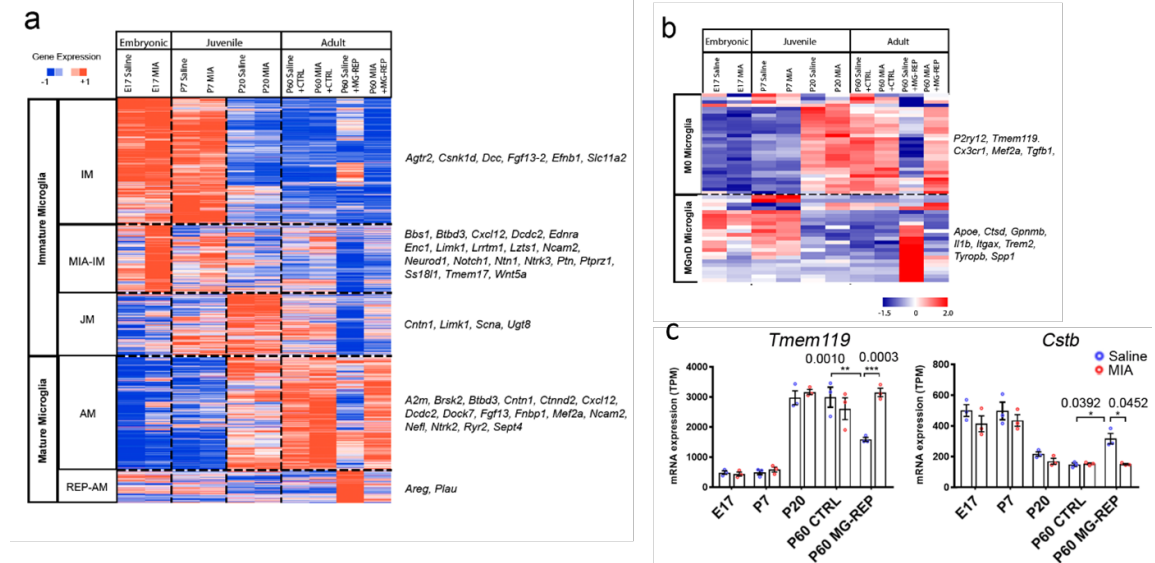 a
Gene Expression
-1 +1
Embryonic Juvenile Adult
E17 Saline
E17 MIA
P7 Saline
P7 MIA
P20 Saline
P20 MIA
P60 Saline +CTRL
P60 MIA +CTRL
P60 Saline +MG-REP
P60 MIA +MG-REP
Immature Microglia
Mature Microglia
IM
MIA-IM
JM
AM
REP-AM
Agtr2, Csnk1d, Dcc, Fgf13-2, Efnb1, Slc11a2
Bbs1, Btbd3, Cxcl12, Dcdc2, Ednra
Enc1, Limk1, Lrrtm1, Lzts1, Ncam2,
Neurod1, Notch1, Ntn1, Ntrk3, Ptn, Ptprz1,
Ss18l1, Tmem17, Wnt5a
Cntn1, Limk1, Scna, Ugt8
A2m, Brsk2, Btbd3, Cntn1, Ctnnd2, Cxcl12,
Dcdc2, Dock7, Fgf13, Fnbp1, Mef2a, Ncam2,
Nefl, Ntrk2, Ryr2, Sept4
Areg, Plau
b
Embryonic Juvenile Adult
E17 Saline
E17 MIA
P7 Saline
P7 MIA
P20 Saline
P20 MIA
P60 Saline +CTRL
P60 MIA +CTRL
P60 Saline +MG-REP
P60 MIA +MG-REP
M0 Microglia
MGnD Microglia
P2ry12, Tmem119.
Cx3cr1, Mef2a, Tgfb1,
Apoe, Ctsd, Gpnmb,
Il1b, Itgax, Trem2,
Tyropb, Spp1
-1.5 0 2.0
c
Tmem119
mRNA expression (TPM)
4000
3000
2000
1000
0
0.0010 0.0003
** ***
E17
P7
P20
P60 CTRL
P60 MG-REP
Cstb
Saline
MIA
mRNA expression (TPM)
800
600
400
200
0
0.0392 0.0452
* *
E17
P7
P20
P60 CTRL
P60 MG-REP